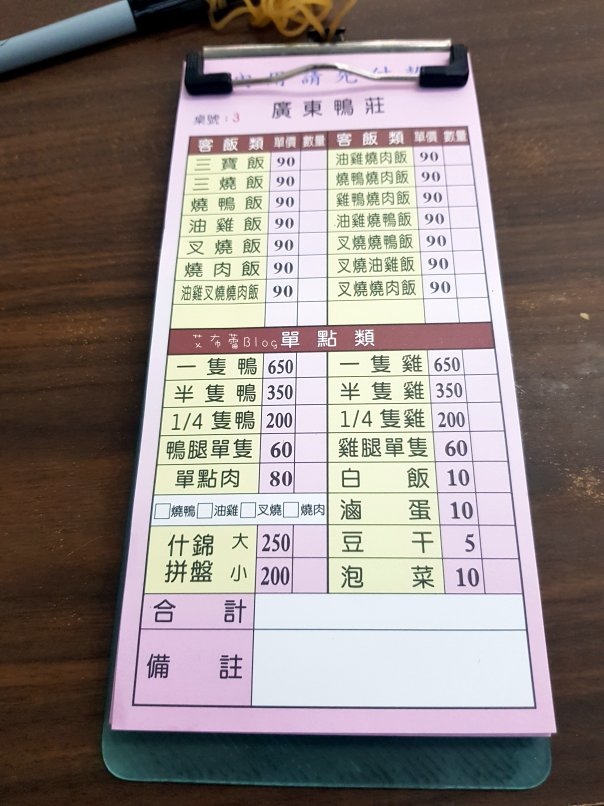 請先付
廣東鴨莊
桌號：3
客飯類 單價 數量 客飯類 單價 數量
三寶飯 90 油雞燒肉飯 90
三燒飯 90 燒鴨燒肉飯 90
燒鴨飯 90 雞鴨燒肉飯 90
油雞飯 90 油雞燒鴨飯 90
叉燒飯 90 叉燒燒鴨飯 90
燒肉飯 90 叉燒油雞飯 90
油雞叉燒燒肉飯 90 叉燒燒肉飯 90
艾布蕾Blog 單點類
一隻鴨 650 一隻雞 650
半隻鴨 350 半隻雞 350
1/4隻鴨 200 1/4隻雞 200
鴨腿單隻 60 雞腿單隻 60
單點肉 80 白飯 10
□燒鴨□油雞□叉燒□燒肉 滷蛋 10
什錦拼盤 大 250 豆干 5
小 200 泡菜 10
合計
備註